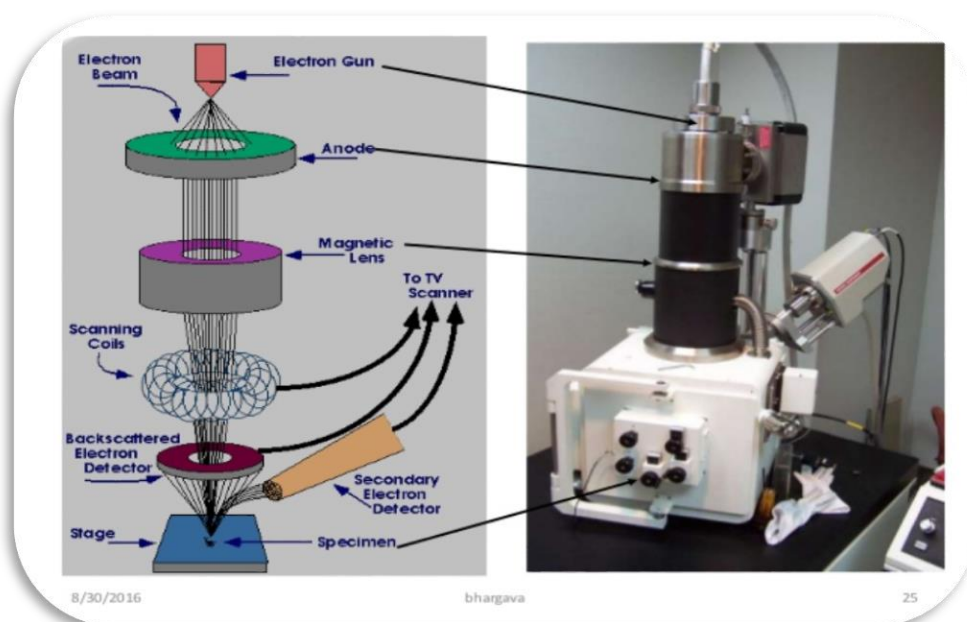 Electron
Beam
Electron Gun
Anode
Magnetic
Lens
To TV
Scanner
Scanning
Coils
Backscattered
Electron
Detector
Secondary
Electron
Detector
Stage
Specimen
8/30/2016
bhargava
25